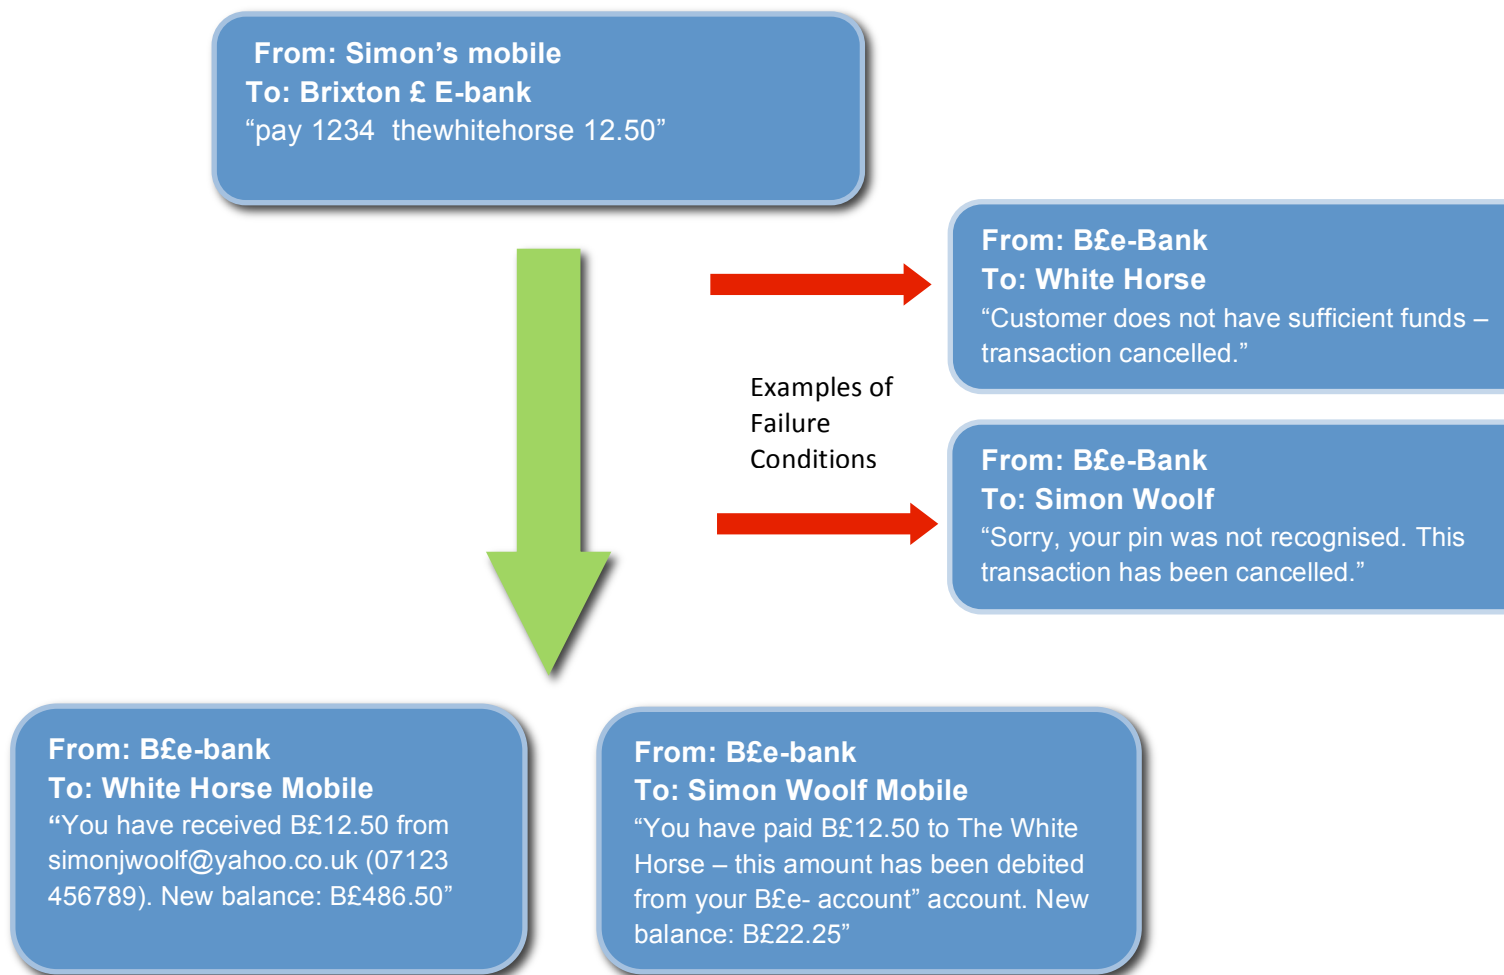 From: Simon’s mobile
To: Brixton £ E-bank
“pay 1234  thewhitehorse 12.50”
From: B£e-Bank
To: White Horse
“Customer does not have sufficient funds –
transaction cancelled.”
Examples of
Failure
Conditions
From: B£e-Bank
To: Simon Woolf
“Sorry, your pin was not recognised. This
transaction has been cancelled.”
From: B£e-bank
To: White Horse Mobile
“You have received B£12.50 from
simonjwoolf@yahoo.co.uk (07123
456789). New balance: B£486.50”
From: B£e-bank
To: Simon Woolf Mobile
“You have paid B£12.50 to The White
Horse – this amount has been debited
from your B£e- account” account. New
balance: B£22.25”